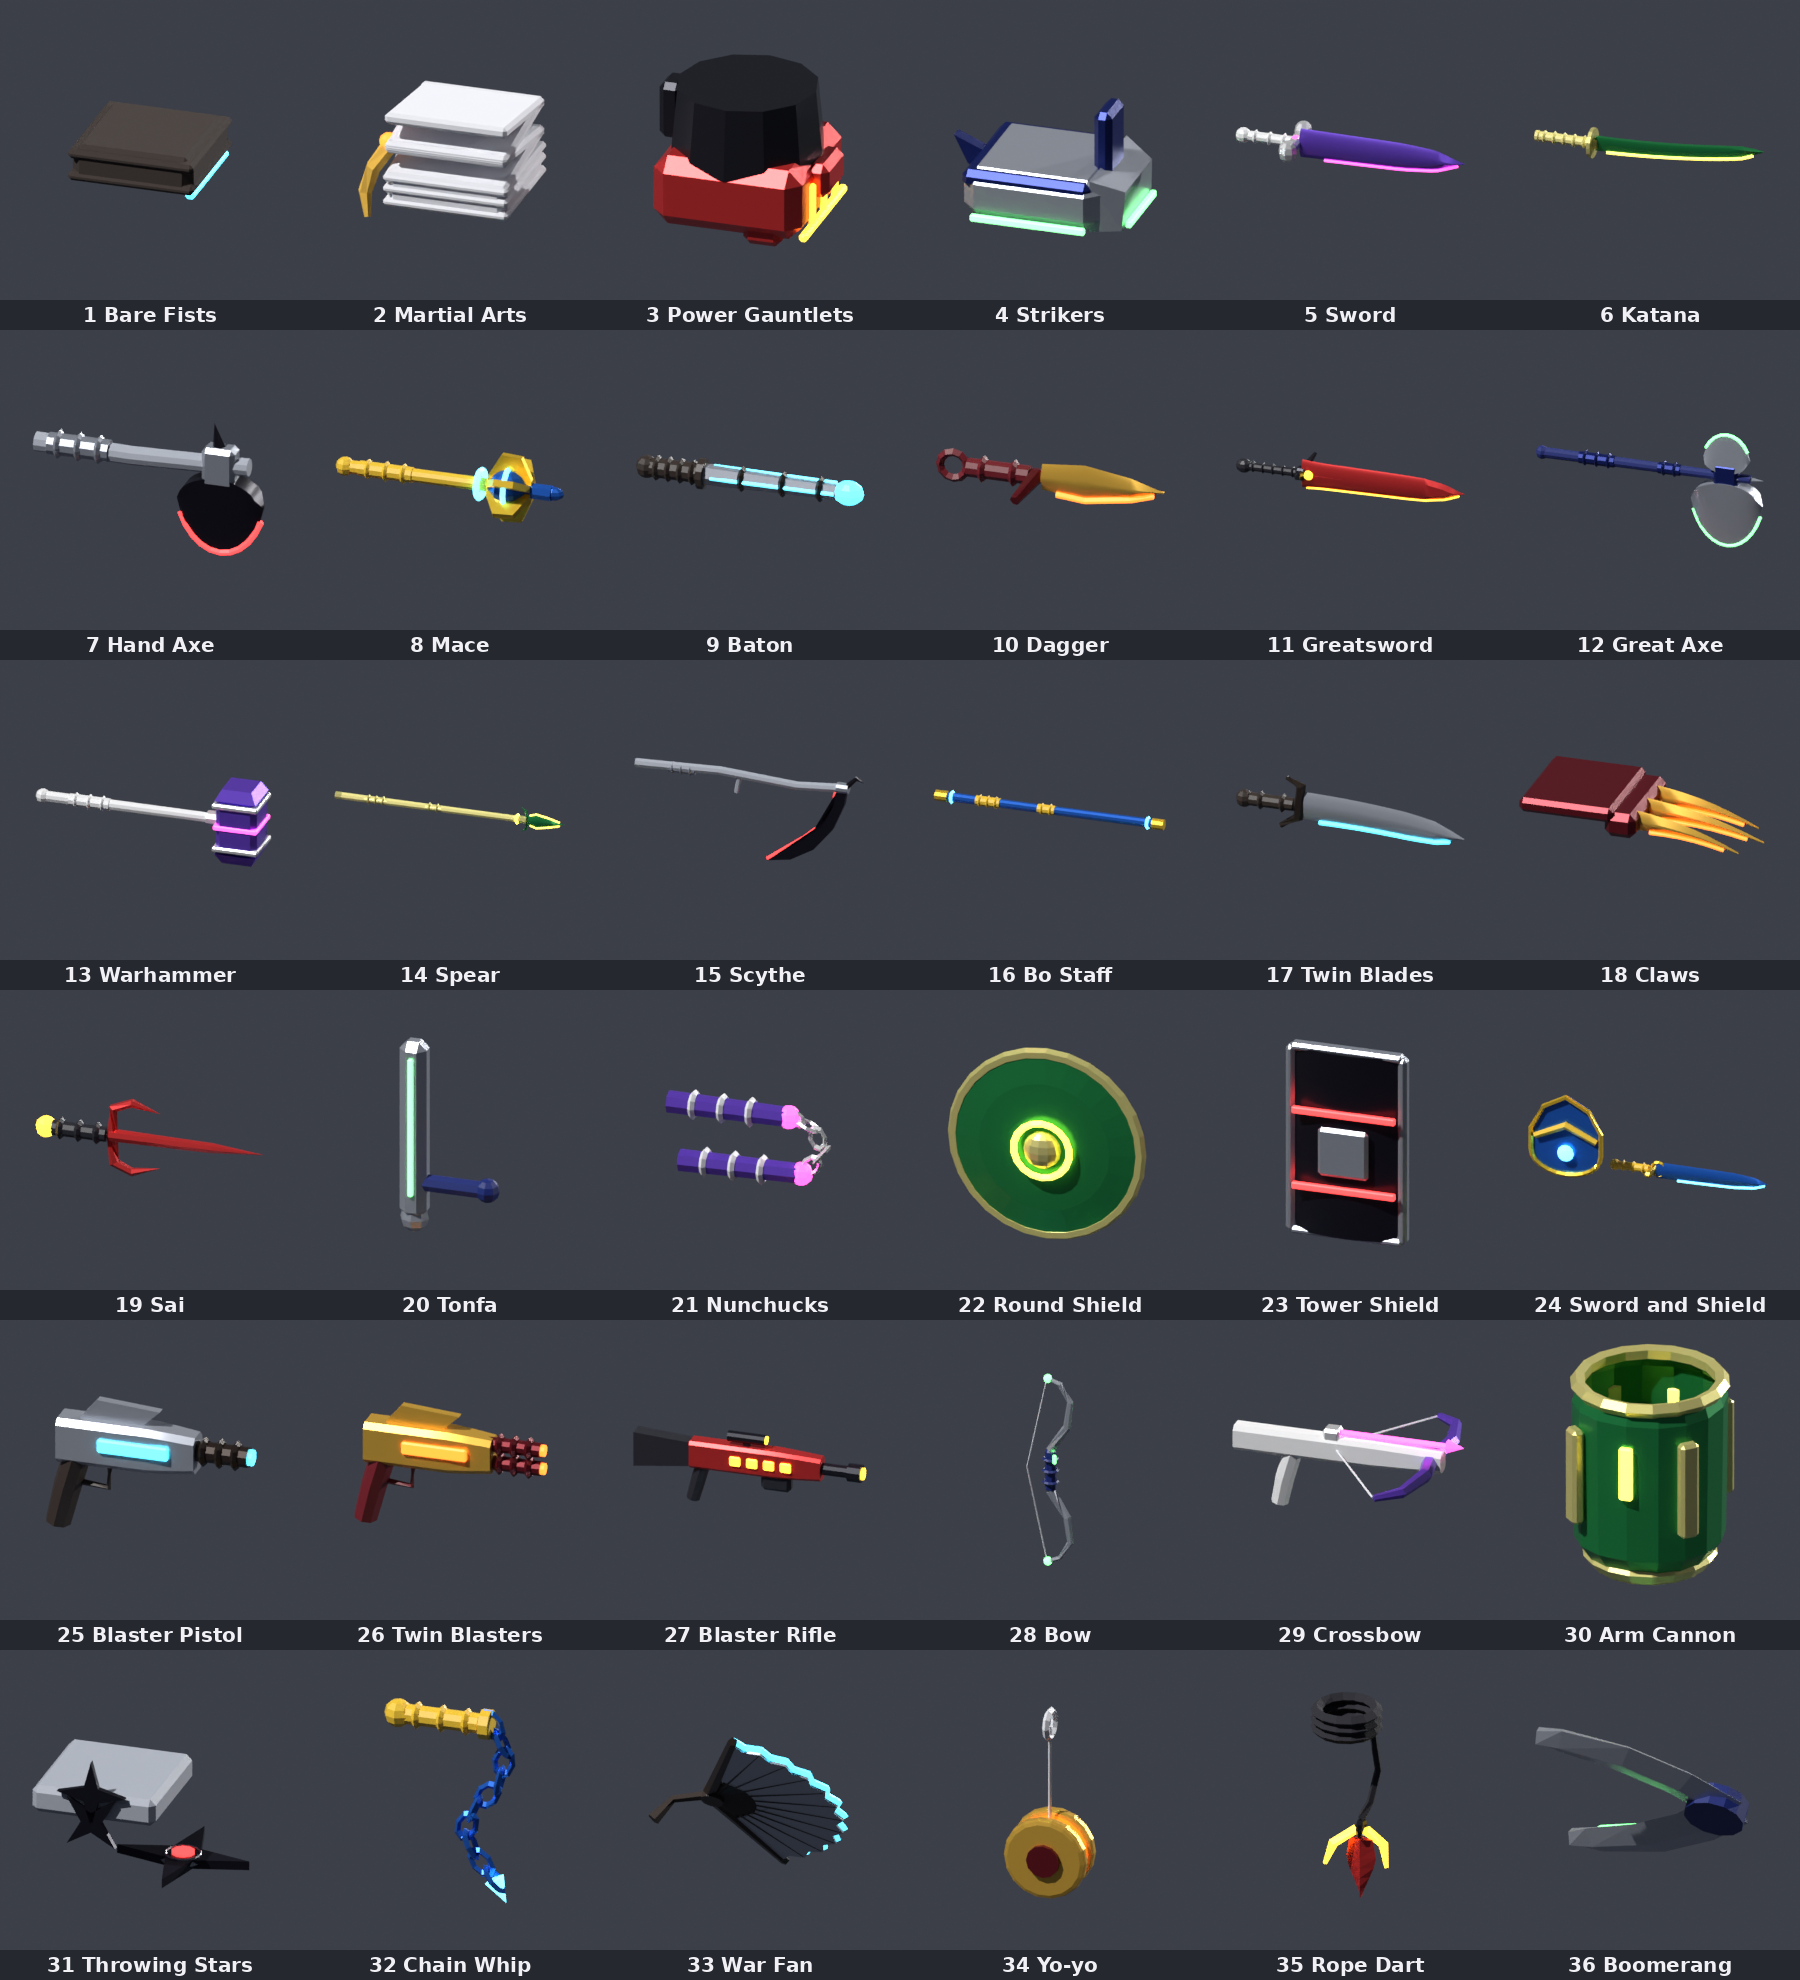 1 Bare Fists
2 Martial Arts
3 Power Gauntlets
4 Strikers
5 Sword
6 Katana
7 Hand Axe
8 Mace
9 Baton
10 Dagger
11 Greatsword
12 Great Axe
13 Warhammer
14 Spear
15 Scythe
16 Bo Staff
17 Twin Blades
18 Claws
19 Sai
20 Tonfa
21 Nunchucks
22 Round Shield
23 Tower Shield
24 Sword and Shield
25 Blaster Pistol
26 Twin Blasters
27 Blaster Rifle
28 Bow
29 Crossbow
30 Arm Cannon
31 Throwing Stars
32 Chain Whip
33 War Fan
34 Yo-yo
35 Rope Dart
36 Boomerang